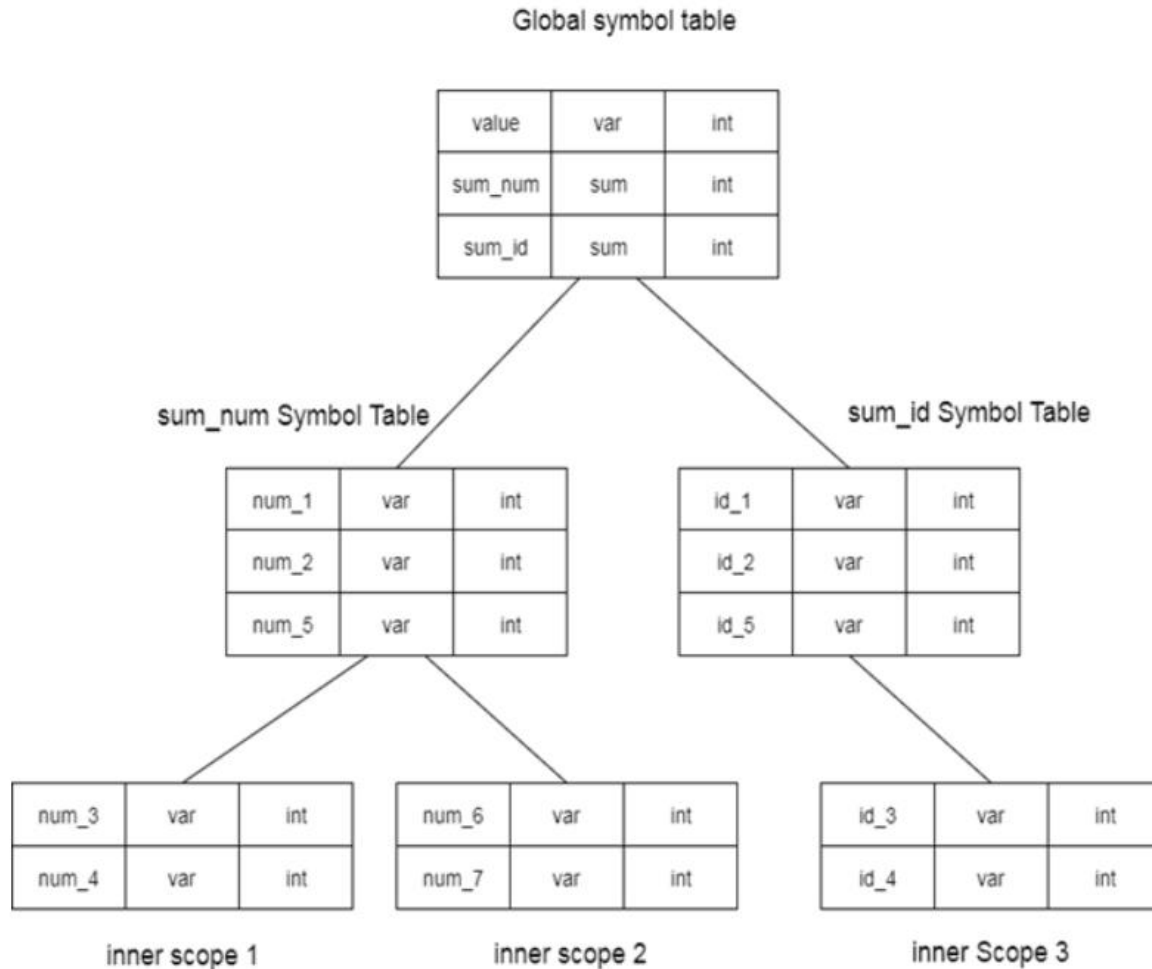 Global symbol table
value var int
sum_num sum int
sum_id sum int
sum_num Symbol Table
num_1 var int
num_2 var int
num_5 var int
sum_id Symbol Table
id_1 var int
id_2 var int
id_5 var int
num_3 var int
num_4 var int
inner scope 1
num_6 var int
num_7 var int
inner scope 2
id_3 var int
id_4 var int
inner Scope 3